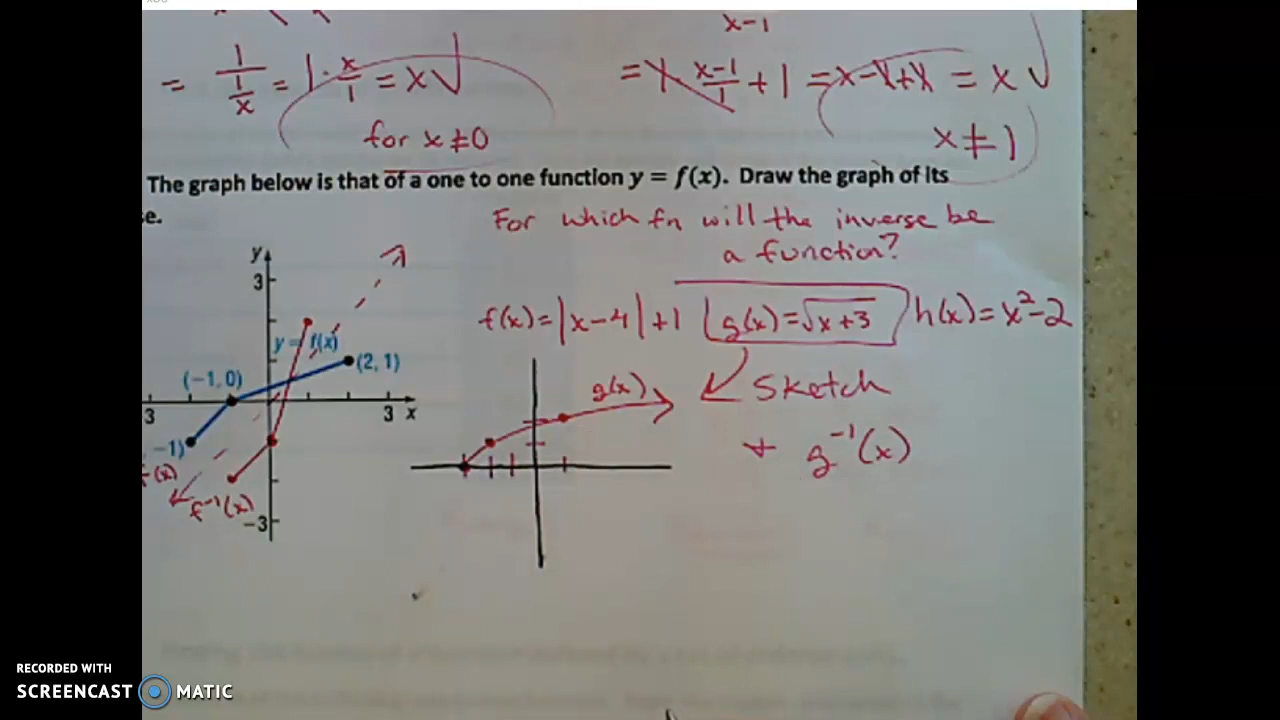 x-1
= 1/(1/x) = 1 · x/1 = x √
for x ≠ 0
= x · (x-1)/1 + 1 = x - 1 + 1 = x √
x ≠ 1
The graph below is that of a one to one function y = f(x). Draw the graph of its
e.
For which fn will the inverse be
a function?
f(x) = |x-4| + 1 g(x) = √x+3 h(x) = x² - 2
Sketch
+ g⁻¹(x)
y
3
y = f(x)
(2, 1)
(-1, 0)
3
3 x
-1)
f⁻¹(x)
-3
g(x)
RECORDED WITH
SCREENCAST MATIC